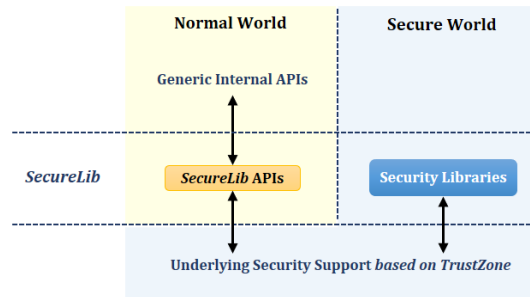 Normal World
Secure World
Generic Internal APIs
SecureLib
SecureLib APIs
Security Libraries
Underlying Security Support based on TrustZone